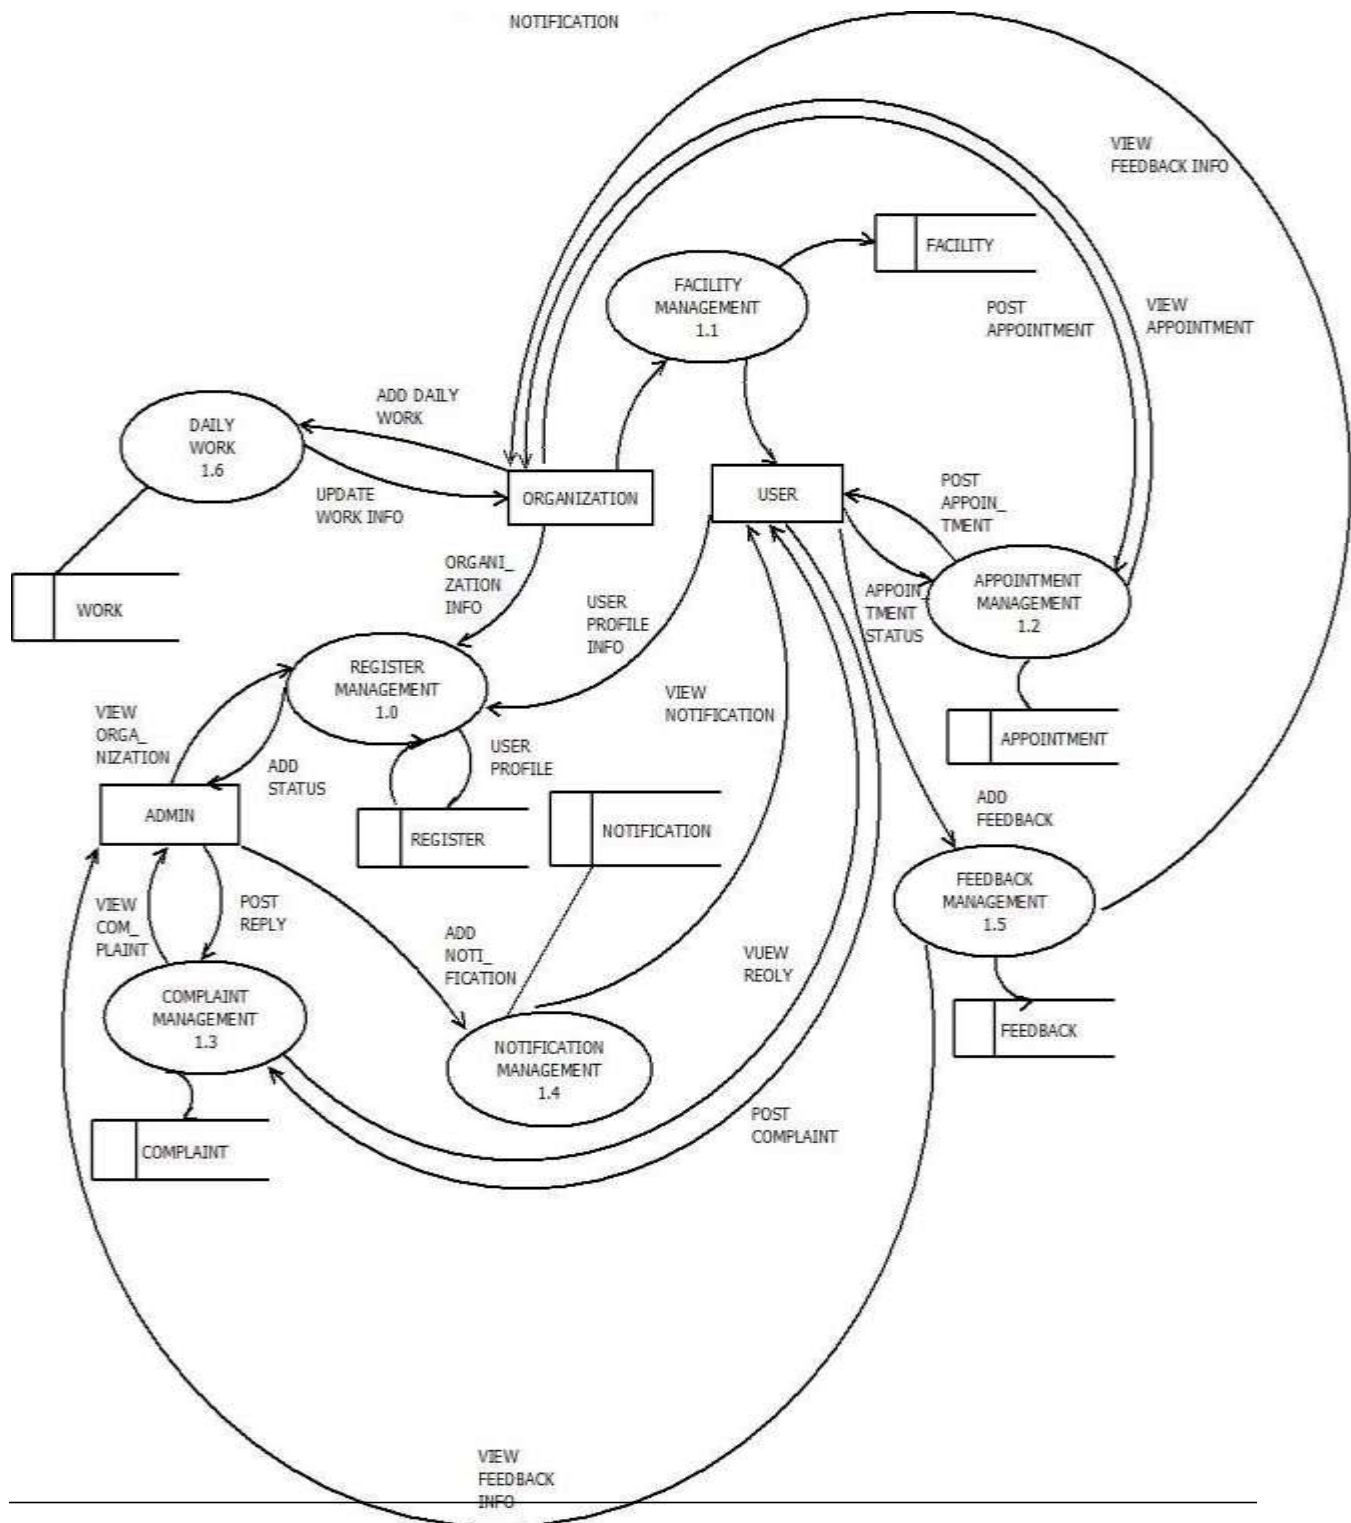 NOTIFICATION
VIEW
FEEDBACK INFO
FACILITY
FACILITY
MANAGEMENT
1.1
POST
APPOINTMENT
VIEW
APPOINTMENT
ADD DAILY
WORK
DAILY
WORK
1.6
UPDATE
WORK INFO
ORGANIZATION
USER
POST
APPOIN_
TMENT
ORGANI_
ZATION
INFO
USER
PROFILE
INFO
APPOIN_
TMENT
STATUS
APPOINTMENT
MANAGEMENT
1.2
WORK
REGISTER
MANAGEMENT
1.0
VIEW
ORGA_
NIZATION
VIEW
NOTIFICATION
APPOINTMENT
USER
PROFILE
ADD
STATUS
ADMIN
REGISTER
NOTIFICATION
ADD
FEEDBACK
VIEW
COM_
PLAINT
POST
REPLY
FEEDBACK
MANAGEMENT
1.5
ADD
NOTI_
FICATION
VUEW
REOLY
COMPLAINT
MANAGEMENT
1.3
FEEDBACK
NOTIFICATION
MANAGEMENT
1.4
POST
COMPLAINT
COMPLAINT
VIEW
FEEDBACK
INFO